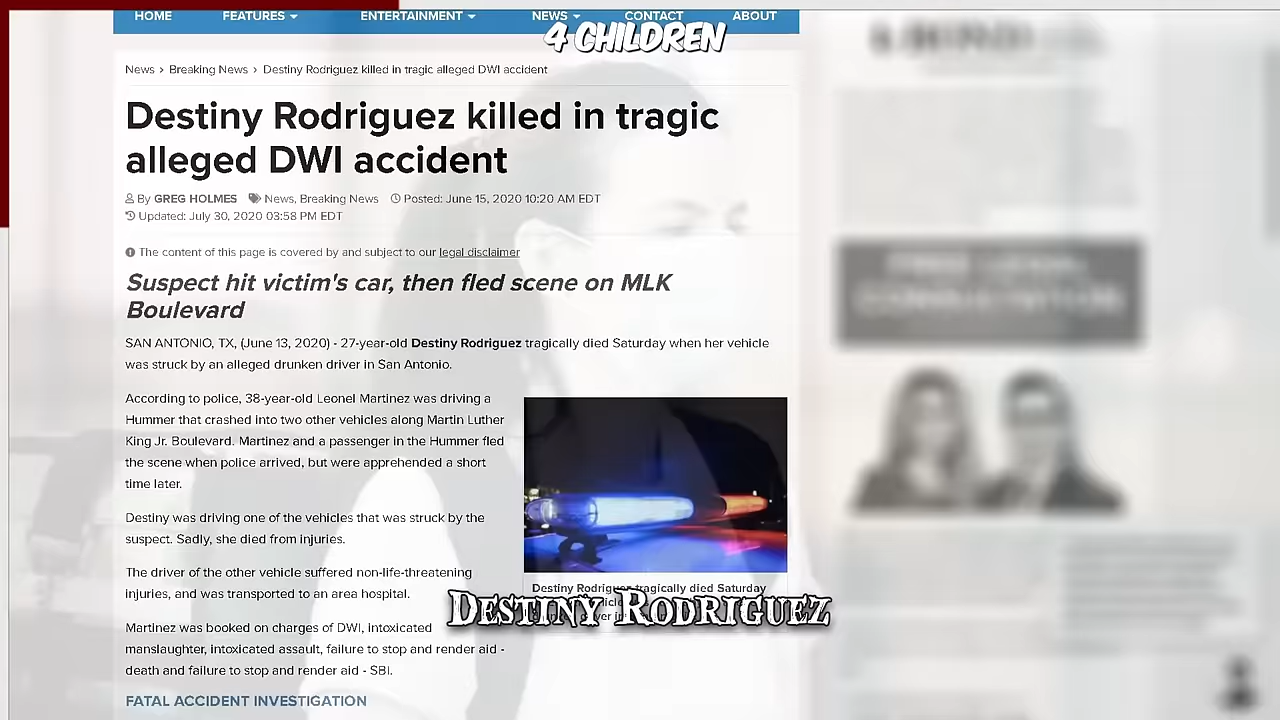 HOME FEATURES ENTERTAINMENT NEWS CONTACT ABOUT
4 CHILDREN
News › Breaking News › Destiny Rodriguez killed in tragic alleged DWI accident
Destiny Rodriguez killed in tragic
alleged DWI accident
By GREG HOLMES News, Breaking News Posted: June 15, 2020 10:20 AM EDT
Updated: July 30, 2020 03:58 PM EDT
The content of this page is covered by and subject to our legal disclaimer
Suspect hit victim's car, then fled scene on MLK
Boulevard
SAN ANTONIO, TX, (June 13, 2020) - 27-year-old Destiny Rodriguez tragically died Saturday when her vehicle
was struck by an alleged drunken driver in San Antonio.
According to police, 38-year-old Leonel Martinez was driving a
Hummer that crashed into two other vehicles along Martin Luther
King Jr. Boulevard. Martinez and a passenger in the Hummer fled
the scene when police arrived, but were apprehended a short
time later.
Destiny was driving one of the vehicles that was struck by the
suspect. Sadly, she died from injuries.
The driver of the other vehicle suffered non-life-threatening
injuries, and was transported to an area hospital.
Martinez was booked on charges of DWI, intoxicated
manslaughter, intoxicated assault, failure to stop and render aid -
death and failure to stop and render aid - SBI.
FATAL ACCIDENT INVESTIGATION
Destiny Rodriguez tragically died Saturday
DESTINY RODRIGUEZ